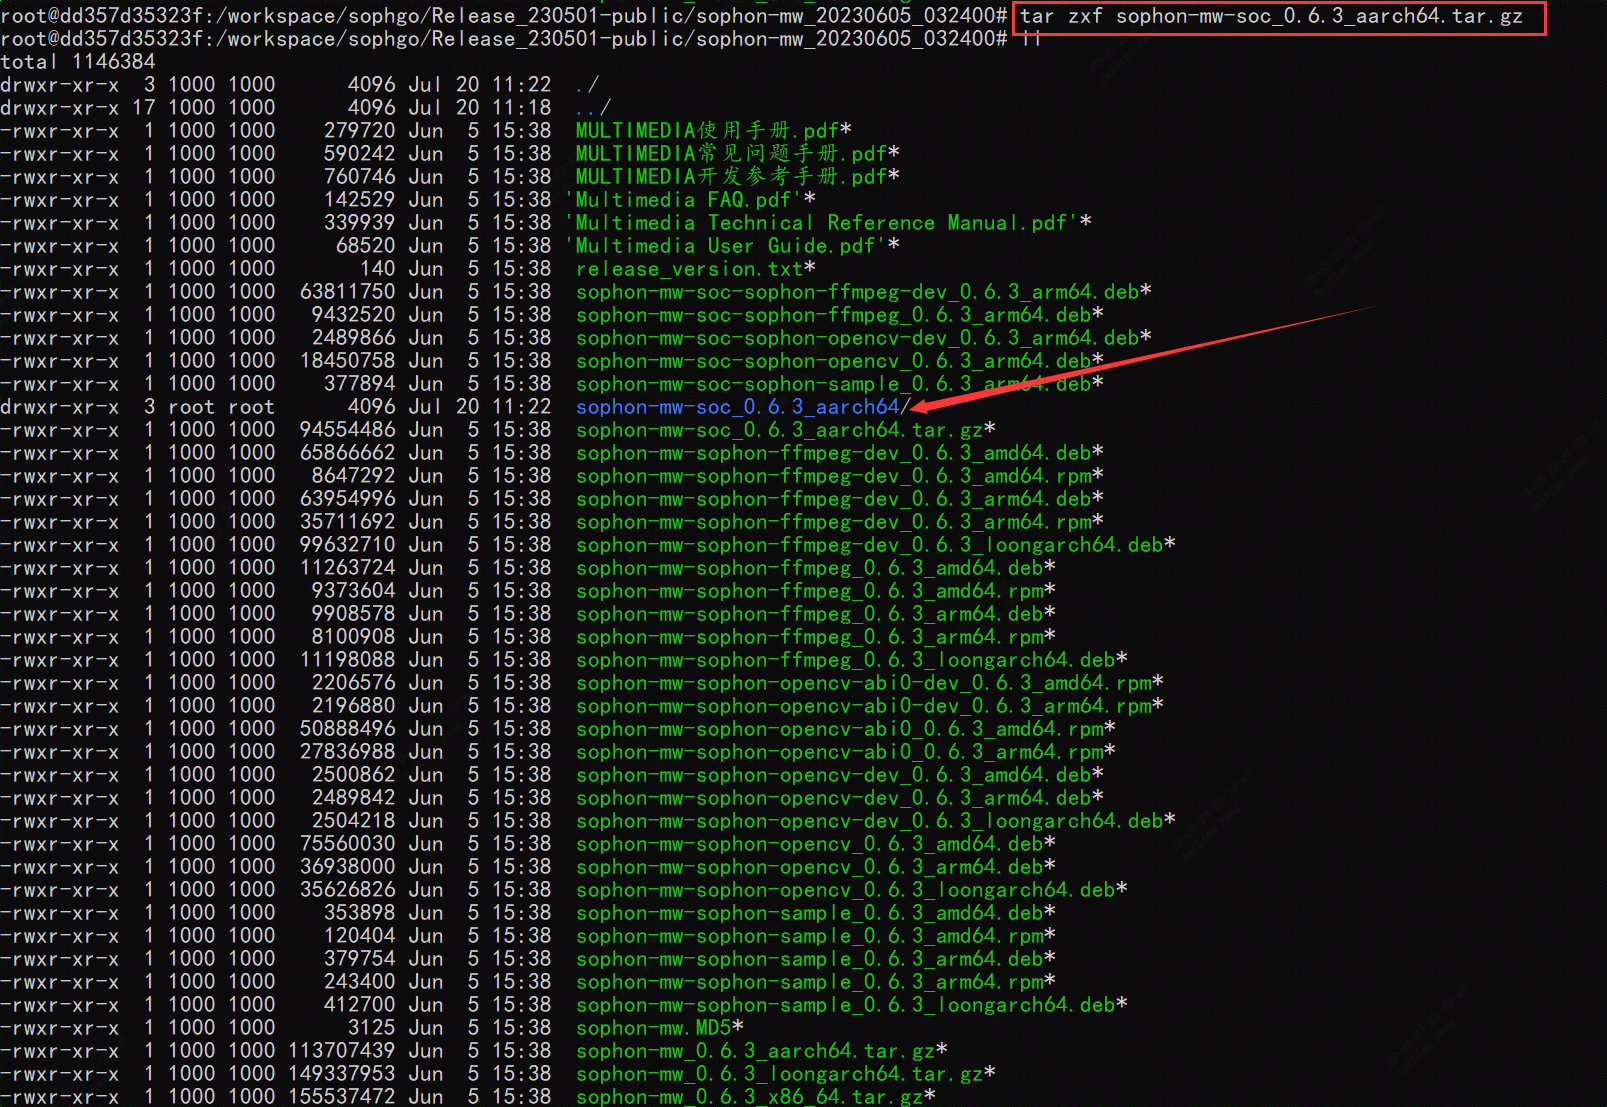 root@dd357d35323f:/workspace/sophgo/Release_230501-public/sophon-mw_20230605_032400# tar zxf sophon-mw-soc_0.6.3_aarch64.tar.gz
root@dd357d35323f:/workspace/sophgo/Release_230501-public/sophon-mw_20230605_032400# ll
total 1146384
drwxr-xr-x 3 1000 1000 4096 Jul 20 11:22 ./
drwxr-xr-x 17 1000 1000 4096 Jul 20 11:18 ../
-rwxr-xr-x 1 1000 1000 279720 Jun 5 15:38 MULTIMEDIA使用手册.pdf*
-rwxr-xr-x 1 1000 1000 590242 Jun 5 15:38 MULTIMEDIA常见问题手册.pdf*
-rwxr-xr-x 1 1000 1000 760746 Jun 5 15:38 MULTIMEDIA开发参考手册.pdf*
-rwxr-xr-x 1 1000 1000 142529 Jun 5 15:38 'Multimedia FAQ.pdf'*
-rwxr-xr-x 1 1000 1000 339939 Jun 5 15:38 'Multimedia Technical Reference Manual.pdf'*
-rwxr-xr-x 1 1000 1000 68520 Jun 5 15:38 'Multimedia User Guide.pdf'*
-rwxr-xr-x 1 1000 1000 140 Jun 5 15:38 release_version.txt*
-rwxr-xr-x 1 1000 1000 63811750 Jun 5 15:38 sophon-mw-soc-sophon-ffmpeg-dev_0.6.3_arm64.deb*
-rwxr-xr-x 1 1000 1000 9432520 Jun 5 15:38 sophon-mw-soc-sophon-ffmpeg_0.6.3_arm64.deb*
-rwxr-xr-x 1 1000 1000 2489866 Jun 5 15:38 sophon-mw-soc-sophon-opencv-dev_0.6.3_arm64.deb*
-rwxr-xr-x 1 1000 1000 18450758 Jun 5 15:38 sophon-mw-soc-sophon-opencv_0.6.3_arm64.deb*
-rwxr-xr-x 1 1000 1000 377894 Jun 5 15:38 sophon-mw-soc-sophon-sample_0.6.3_arm64.deb*
drwxr-xr-x 3 root root 4096 Jul 20 11:22 sophon-mw-soc_0.6.3_aarch64/
-rwxr-xr-x 1 1000 1000 94554486 Jun 5 15:38 sophon-mw-soc_0.6.3_aarch64.tar.gz*
-rwxr-xr-x 1 1000 1000 65866662 Jun 5 15:38 sophon-mw-sophon-ffmpeg-dev_0.6.3_amd64.deb*
-rwxr-xr-x 1 1000 1000 8647292 Jun 5 15:38 sophon-mw-sophon-ffmpeg-dev_0.6.3_amd64.rpm*
-rwxr-xr-x 1 1000 1000 63954996 Jun 5 15:38 sophon-mw-sophon-ffmpeg-dev_0.6.3_arm64.deb*
-rwxr-xr-x 1 1000 1000 35711692 Jun 5 15:38 sophon-mw-sophon-ffmpeg-dev_0.6.3_arm64.rpm*
-rwxr-xr-x 1 1000 1000 99632710 Jun 5 15:38 sophon-mw-sophon-ffmpeg-dev_0.6.3_loongarch64.deb*
-rwxr-xr-x 1 1000 1000 11263724 Jun 5 15:38 sophon-mw-sophon-ffmpeg_0.6.3_amd64.deb*
-rwxr-xr-x 1 1000 1000 9373604 Jun 5 15:38 sophon-mw-sophon-ffmpeg_0.6.3_amd64.rpm*
-rwxr-xr-x 1 1000 1000 9908578 Jun 5 15:38 sophon-mw-sophon-ffmpeg_0.6.3_arm64.deb*
-rwxr-xr-x 1 1000 1000 8100908 Jun 5 15:38 sophon-mw-sophon-ffmpeg_0.6.3_arm64.rpm*
-rwxr-xr-x 1 1000 1000 11198088 Jun 5 15:38 sophon-mw-sophon-ffmpeg_0.6.3_loongarch64.deb*
-rwxr-xr-x 1 1000 1000 2206576 Jun 5 15:38 sophon-mw-sophon-opencv-abi0-dev_0.6.3_amd64.rpm*
-rwxr-xr-x 1 1000 1000 2196880 Jun 5 15:38 sophon-mw-sophon-opencv-abi0-dev_0.6.3_arm64.rpm*
-rwxr-xr-x 1 1000 1000 50888496 Jun 5 15:38 sophon-mw-sophon-opencv-abi0_0.6.3_amd64.rpm*
-rwxr-xr-x 1 1000 1000 27836988 Jun 5 15:38 sophon-mw-sophon-opencv-abi0_0.6.3_arm64.rpm*
-rwxr-xr-x 1 1000 1000 2500862 Jun 5 15:38 sophon-mw-sophon-opencv-dev_0.6.3_amd64.deb*
-rwxr-xr-x 1 1000 1000 2489842 Jun 5 15:38 sophon-mw-sophon-opencv-dev_0.6.3_arm64.deb*
-rwxr-xr-x 1 1000 1000 2504218 Jun 5 15:38 sophon-mw-sophon-opencv-dev_0.6.3_loongarch64.deb*
-rwxr-xr-x 1 1000 1000 75560030 Jun 5 15:38 sophon-mw-sophon-opencv_0.6.3_amd64.deb*
-rwxr-xr-x 1 1000 1000 36938000 Jun 5 15:38 sophon-mw-sophon-opencv_0.6.3_arm64.deb*
-rwxr-xr-x 1 1000 1000 35626826 Jun 5 15:38 sophon-mw-sophon-opencv_0.6.3_loongarch64.deb*
-rwxr-xr-x 1 1000 1000 353898 Jun 5 15:38 sophon-mw-sophon-sample_0.6.3_amd64.deb*
-rwxr-xr-x 1 1000 1000 120404 Jun 5 15:38 sophon-mw-sophon-sample_0.6.3_amd64.rpm*
-rwxr-xr-x 1 1000 1000 379754 Jun 5 15:38 sophon-mw-sophon-sample_0.6.3_arm64.deb*
-rwxr-xr-x 1 1000 1000 243400 Jun 5 15:38 sophon-mw-sophon-sample_0.6.3_arm64.rpm*
-rwxr-xr-x 1 1000 1000 412700 Jun 5 15:38 sophon-mw-sophon-sample_0.6.3_loongarch64.deb*
-rwxr-xr-x 1 1000 1000 3125 Jun 5 15:38 sophon-mw.MD5*
-rwxr-xr-x 1 1000 1000 113707439 Jun 5 15:38 sophon-mw_0.6.3_aarch64.tar.gz*
-rwxr-xr-x 1 1000 1000 149337953 Jun 5 15:38 sophon-mw_0.6.3_loongarch64.tar.gz*
-rwxr-xr-x 1 1000 1000 155537472 Jun 5 15:38 sophon-mw_0.6.3_x86_64.tar.gz*